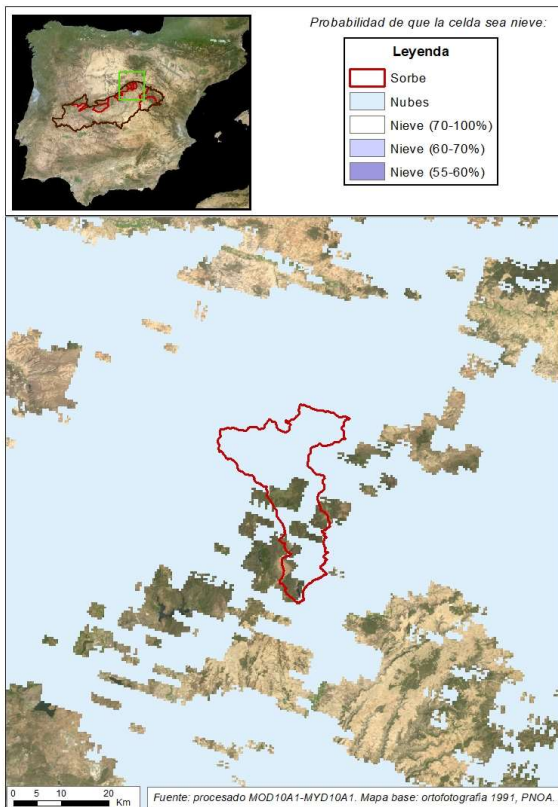 Probabilidad de que la celda sea nieve:
Leyenda
Sorbe
Nubes
Nieve (70-100%)
Nieve (60-70%)
Nieve (55-60%)
0 5 10 20
Km
Fuente: procesado MOD10A1-MYD10A1. Mapa base: ortofotografia 1991, PNOA.